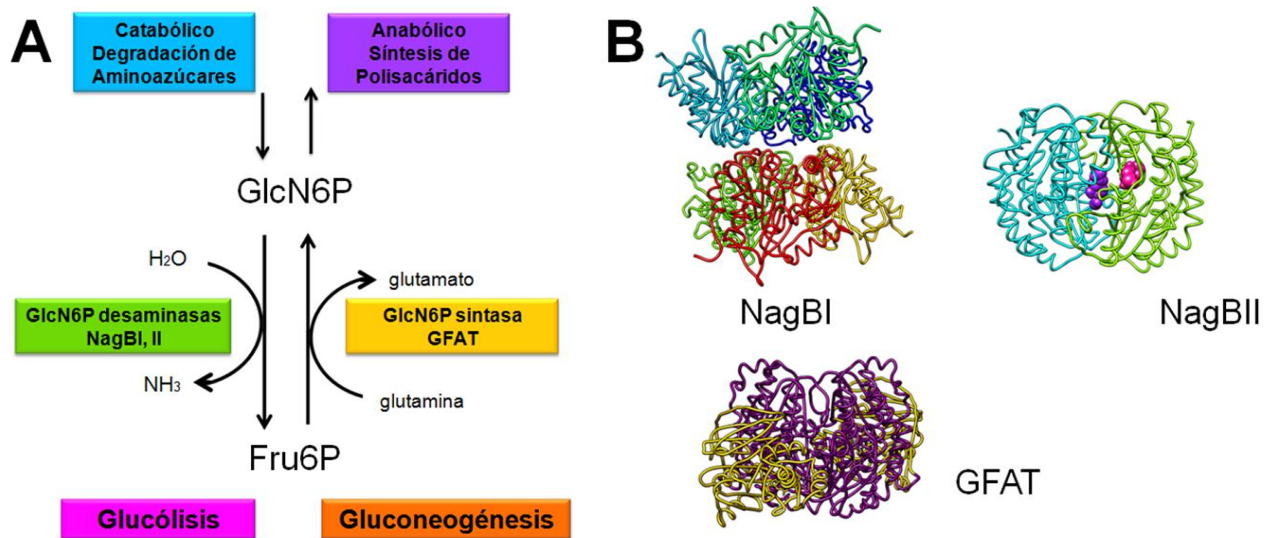 A
Catabólico
Degradación de
Aminoazúcares
Anabólico
Síntesis de
Polisacáridos
GlcN6P
H2O
glutamato
GlcN6P desaminasas
NagBI, II
GlcN6P sintasa
GFAT
NH3
glutamina
Fru6P
Glucólisis
Gluconeogénesis
B
NagBI
NagBII
GFAT